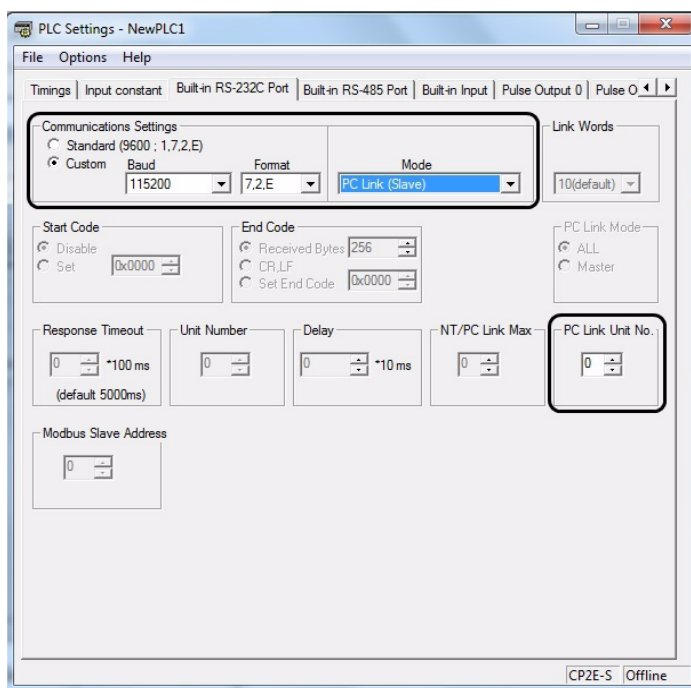 PLC Settings - NewPLC1
File Options Help
Timings Input constant Built-in RS-232C Port Built-in RS-485 Port Built-in Input Pulse Output 0 Pulse O
Communications Settings
Standard (9600 ; 1,7,2,E)
Custom Baud Format Mode
115200 7,2,E PC Link (Slave)
Link Words
10(default)
Start Code
Disable
Set 0x0000
End Code
Received Bytes 256
CR,LF
Set End Code 0x0000
PC Link Mode
ALL
Master
Response Timeout
0 *100 ms
(default 5000ms)
Unit Number
0
Delay
0 *10 ms
NT/PC Link Max
0
PC Link Unit No.
0
Modbus Slave Address
0
CP2E-S Offline